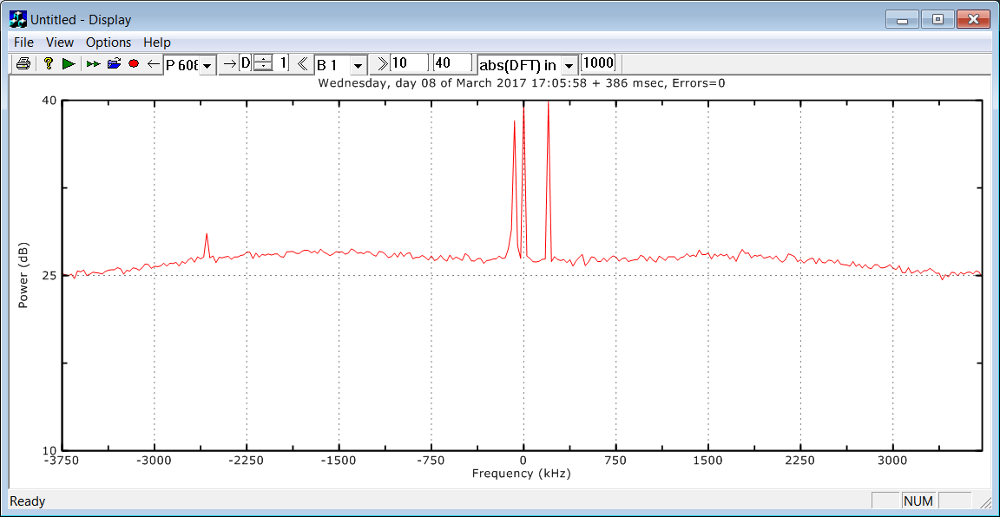 Untitled - Display
File View Options Help
P 608 D 1 B 1 10 40 abs(DFT) in 1000
Wednesday, day 08 of March 2017 17:05:58 + 386 msec, Errors=0
40
25
10
Power (dB)
-3750 -3000 -2250 -1500 -750 0 750 1500 2250 3000
Frequency (kHz)
Ready NUM